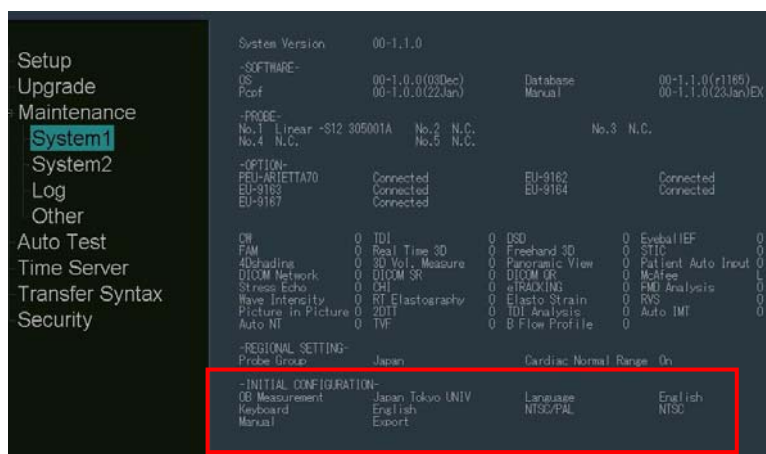 Setup
Upgrade
Maintenance
System1
System2
Log
Other
Auto Test
Time Server
Transfer Syntax
Security
System Version 00-1.1.0
-SOFTWARE-
OS 00-1.0.0(03Dec) Database 00-1.1.0(r1165)
Pcpf 00-1.0.0(22Jan) Manual 00-1.1.0(23Jan)EX
-PROBE-
No.1 Linear -S12 305001A No.2 N.C. No.3 N.C.
No.4 N.C. No.5 N.C.
-OPTION-
PEU-ARIETTA70 Connected EU-9162 Connected
EU-9163 Connected EU-9164 Connected
EU-9167 Connected
CW 0 TDI 0 DSD 0 EyeballEF 0
FAM 0 Real Time 3D 0 Freehand 3D 0 STIC 0
4Dshading 0 3D Vol. Measure 0 Panoramic View 0 Patient Auto Input 0
DICOM Network 0 DICOM SR 0 DICOM QR 0 McAfee L
Stress Echo 0 CHI 0 eTRACKING 0 FMD Analysis 0
Wave Intensity 0 RT Elastography 0 Elasto Strain 0 RVS 0
Picture in Picture 0 2DTT 0 TDI Analysis 0 Auto IMT 0
Auto NT 0 TVF 0 B Flow Profile 0
-REGIONAL SETTING-
Probe Group Japan Cardiac Normal Range On
-INITIAL CONFIGURATION-
OB Measurement Japan Tokyo UNIV Language English
Keyboard English NTSC/PAL NTSC
Manual Export